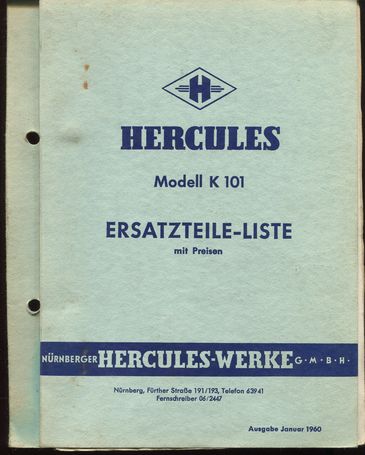 H
HERCULES
Modell K 101
ERSATZTEILE-LISTE
mit Preisen
NÜRNBERGER HERCULES-WERKE G·M·B·H·
Nürnberg, Fürther Straße 191/193, Telefon 63941
Fernschreiber 06/2447
Ausgabe Januar 1960